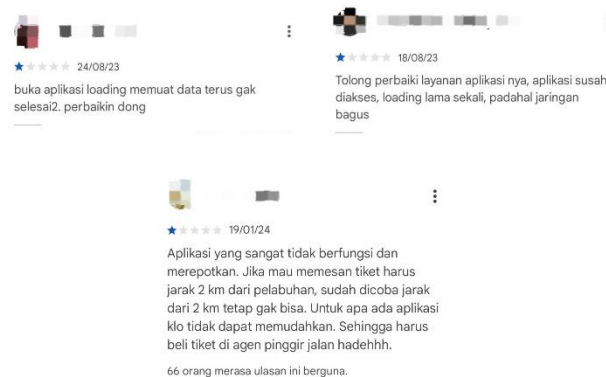 24/08/23
buka aplikasi loading memuat data terus gak
selesai2. perbaikin dong
18/08/23
Tolong perbaiki layanan aplikasi nya, aplikasi susah
diakses, loading lama sekali, padahal jaringan
bagus
19/01/24
Aplikasi yang sangat tidak berfungsi dan
merepotkan. Jika mau memesan tiket harus
jarak 2 km dari pelabuhan, sudah dicoba jarak
dari 2 km tetap gak bisa. Untuk apa ada aplikasi
klo tidak dapat memudahkan. Sehingga harus
beli tiket di agen pinggir jalan hadehhh.
66 orang merasa ulasan ini berguna.